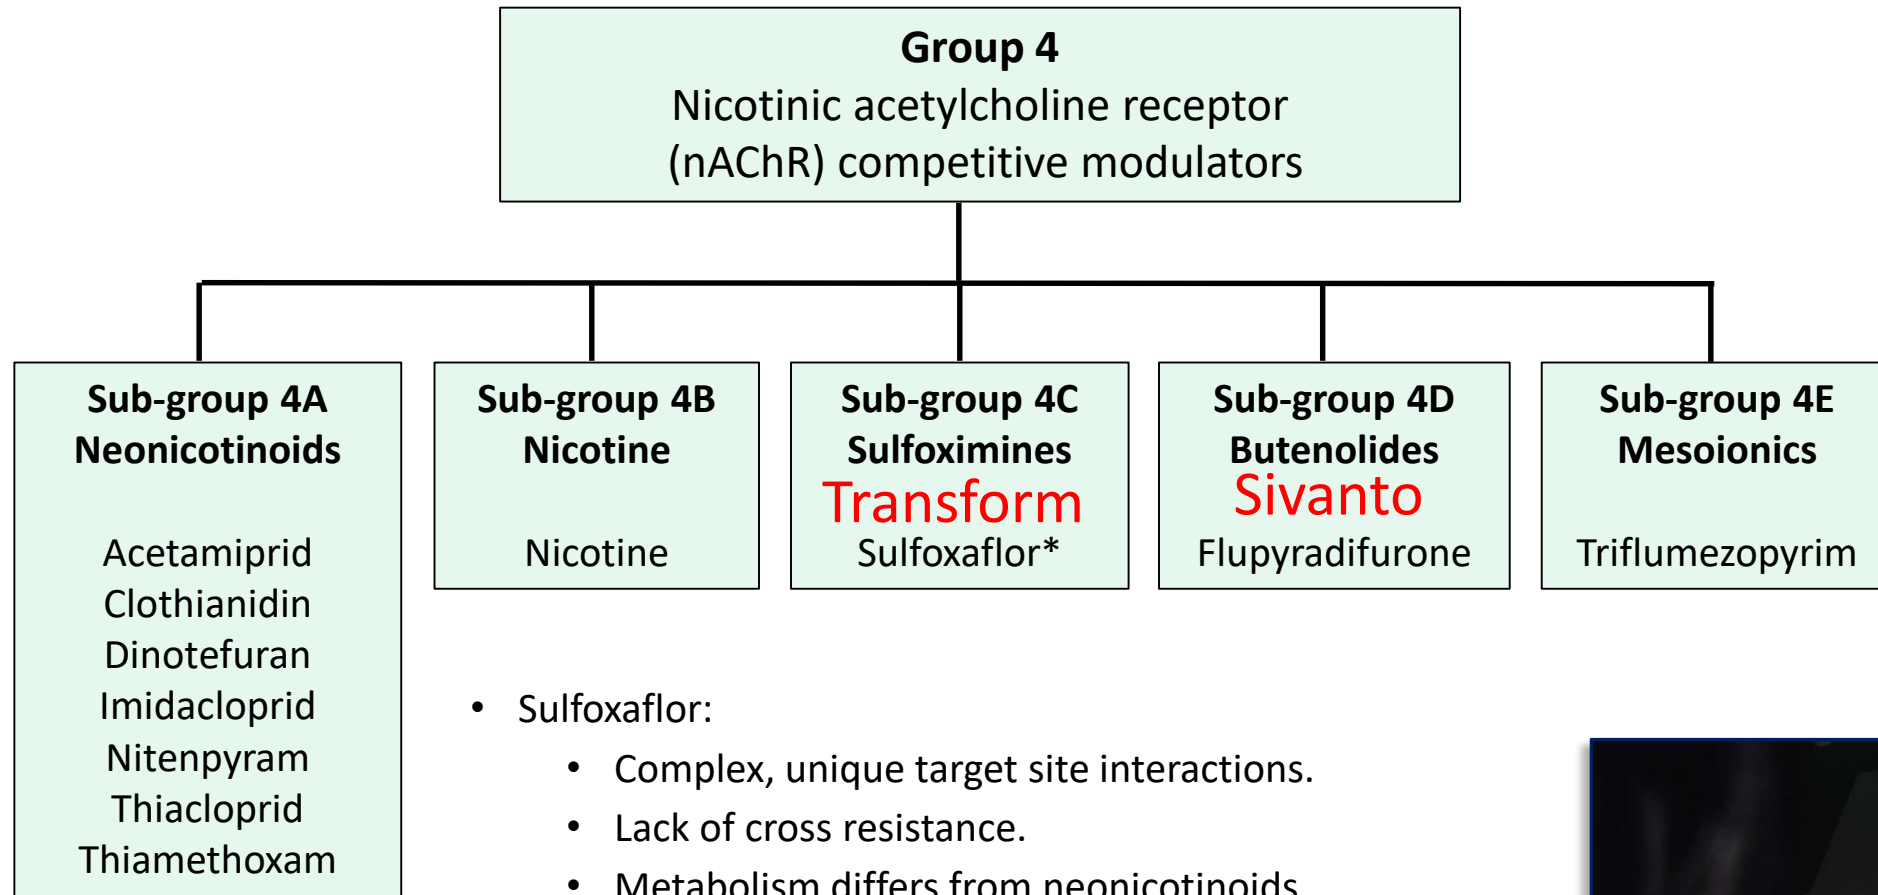 Group 4
Nicotinic acetylcholine receptor
(nAChR) competitive modulators
Sub-group 4A
Neonicotinoids
Acetamiprid
Clothianidin
Dinotefuran
Imidacloprid
Nitenpyram
Thiacloprid
Thiamethoxam
Sub-group 4B
Nicotine
Nicotine
Sub-group 4C
Sulfoximines
Transform
Sulfoxaflor*
Sub-group 4D
Butenolides
Sivanto
Flupyradifurone
Sub-group 4E
Mesoionics
Triflumezopyrim
• Sulfoxaflor:
• Complex, unique target site interactions.
• Lack of cross resistance.
• Metabolism differs from neonicotinoids